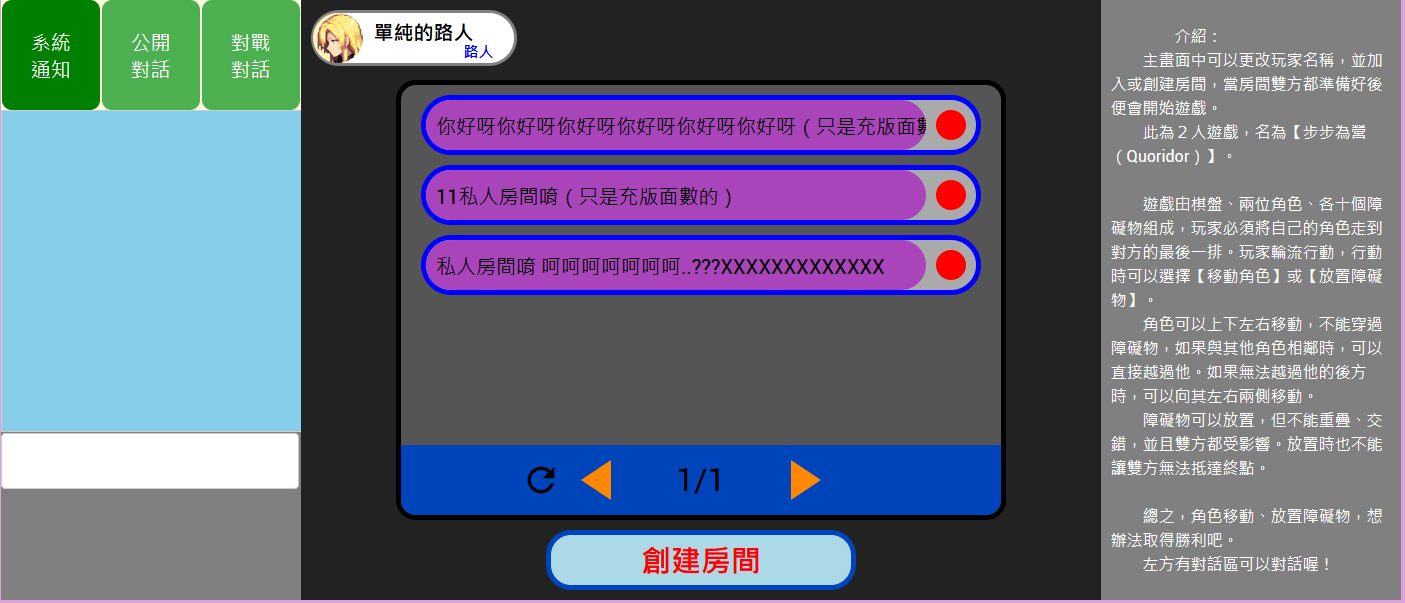 系統
通知
公開
對話
對戰
對話
單純的路人
路人
你好呀你好呀你好呀你好呀你好呀你好呀（只是充版面數
11私人房間唷（只是充版面數的）
私人房間唷 呵呵呵呵呵呵呵..???XXXXXXXXXXXXX
1/1
創建房間
介紹：
主畫面中可以更改玩家名稱，並加
入或創建房間，當房間雙方都準備好後
便會開始遊戲。
此為２人遊戲，名為【步步為營
（Quoridor）】。
遊戲由棋盤、兩位角色、各十個障
礙物組成，玩家必須將自己的角色走到
對方的最後一排。玩家輪流行動，行動
時可以選擇【移動角色】或【放置障礙
物】。
角色可以上下左右移動，不能穿過
障礙物，如果與其他角色相鄰時，可以
直接越過他。如果無法越過他的後方
時，可以向其左右兩側移動。
障礙物可以放置，但不能重疊、交
錯，並且雙方都受影響。放置時也不能
讓雙方無法抵達終點。
總之，角色移動、放置障礙物，想
辦法取得勝利吧。
左方有對話區可以對話喔！